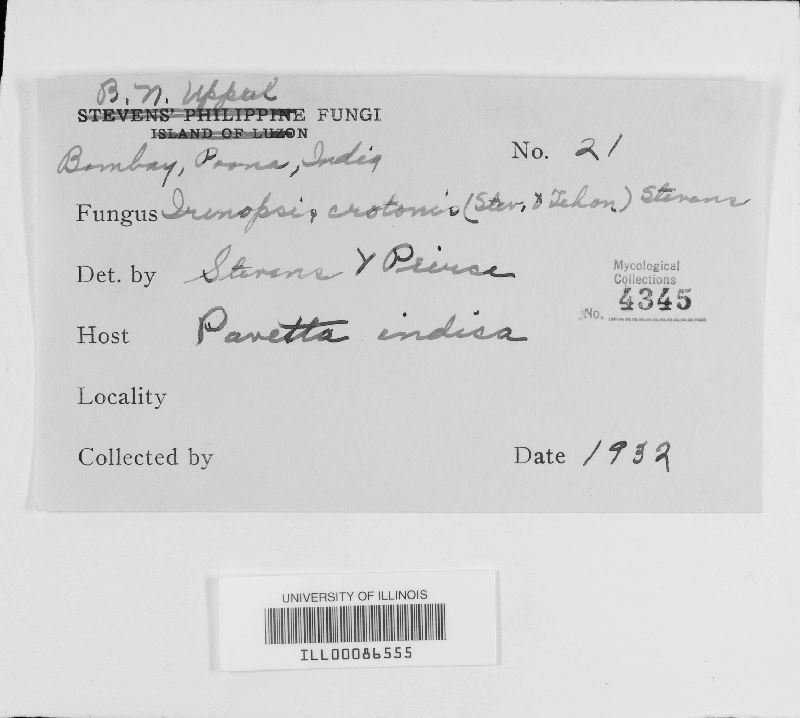 B. N. Uppal
STEVENS' PHILIPPINE FUNGI
ISLAND OF LUZON
Bombay, Poona, India
No. 21
Fungus Irenopsis crotonis (Stev. & Tehon) Stevens
Det. by Stevens & Peirce
Mycological
Collections
No. 4345
Host Pavetta indica
Locality
Collected by
Date 1932
UNIVERSITY OF ILLINOIS
ILL00086555